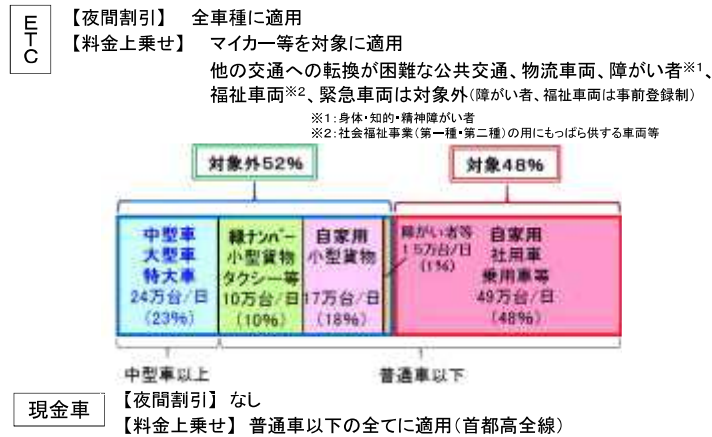 ETC
【夜間割引】 全車種に適用
【料金上乗せ】 マイカー等を対象に適用
他の交通への転換が困難な公共交通、物流車両、障がい者※1、
福祉車両※2、緊急車両は対象外(障がい者、福祉車両は事前登録制)
※1:身体・知的・精神障がい者
※2:社会福祉事業(第一種・第二種)の用にもっぱら供する車両等
対象外52%
対象48%
中型車
大型車
特大車
24万台/日
(23%)
緑ナンバー
小型貨物
タクシー等
10万台/日
(10%)
自家用
小型貨物
17万台/日
(18%)
障がい者等
1.5万台/日
(1%)
自家用
社用車
乗用車等
49万台/日
(48%)
中型車以上
普通車以下
現金車
【夜間割引】 なし
【料金上乗せ】 普通車以下の全てに適用(首都高全線)